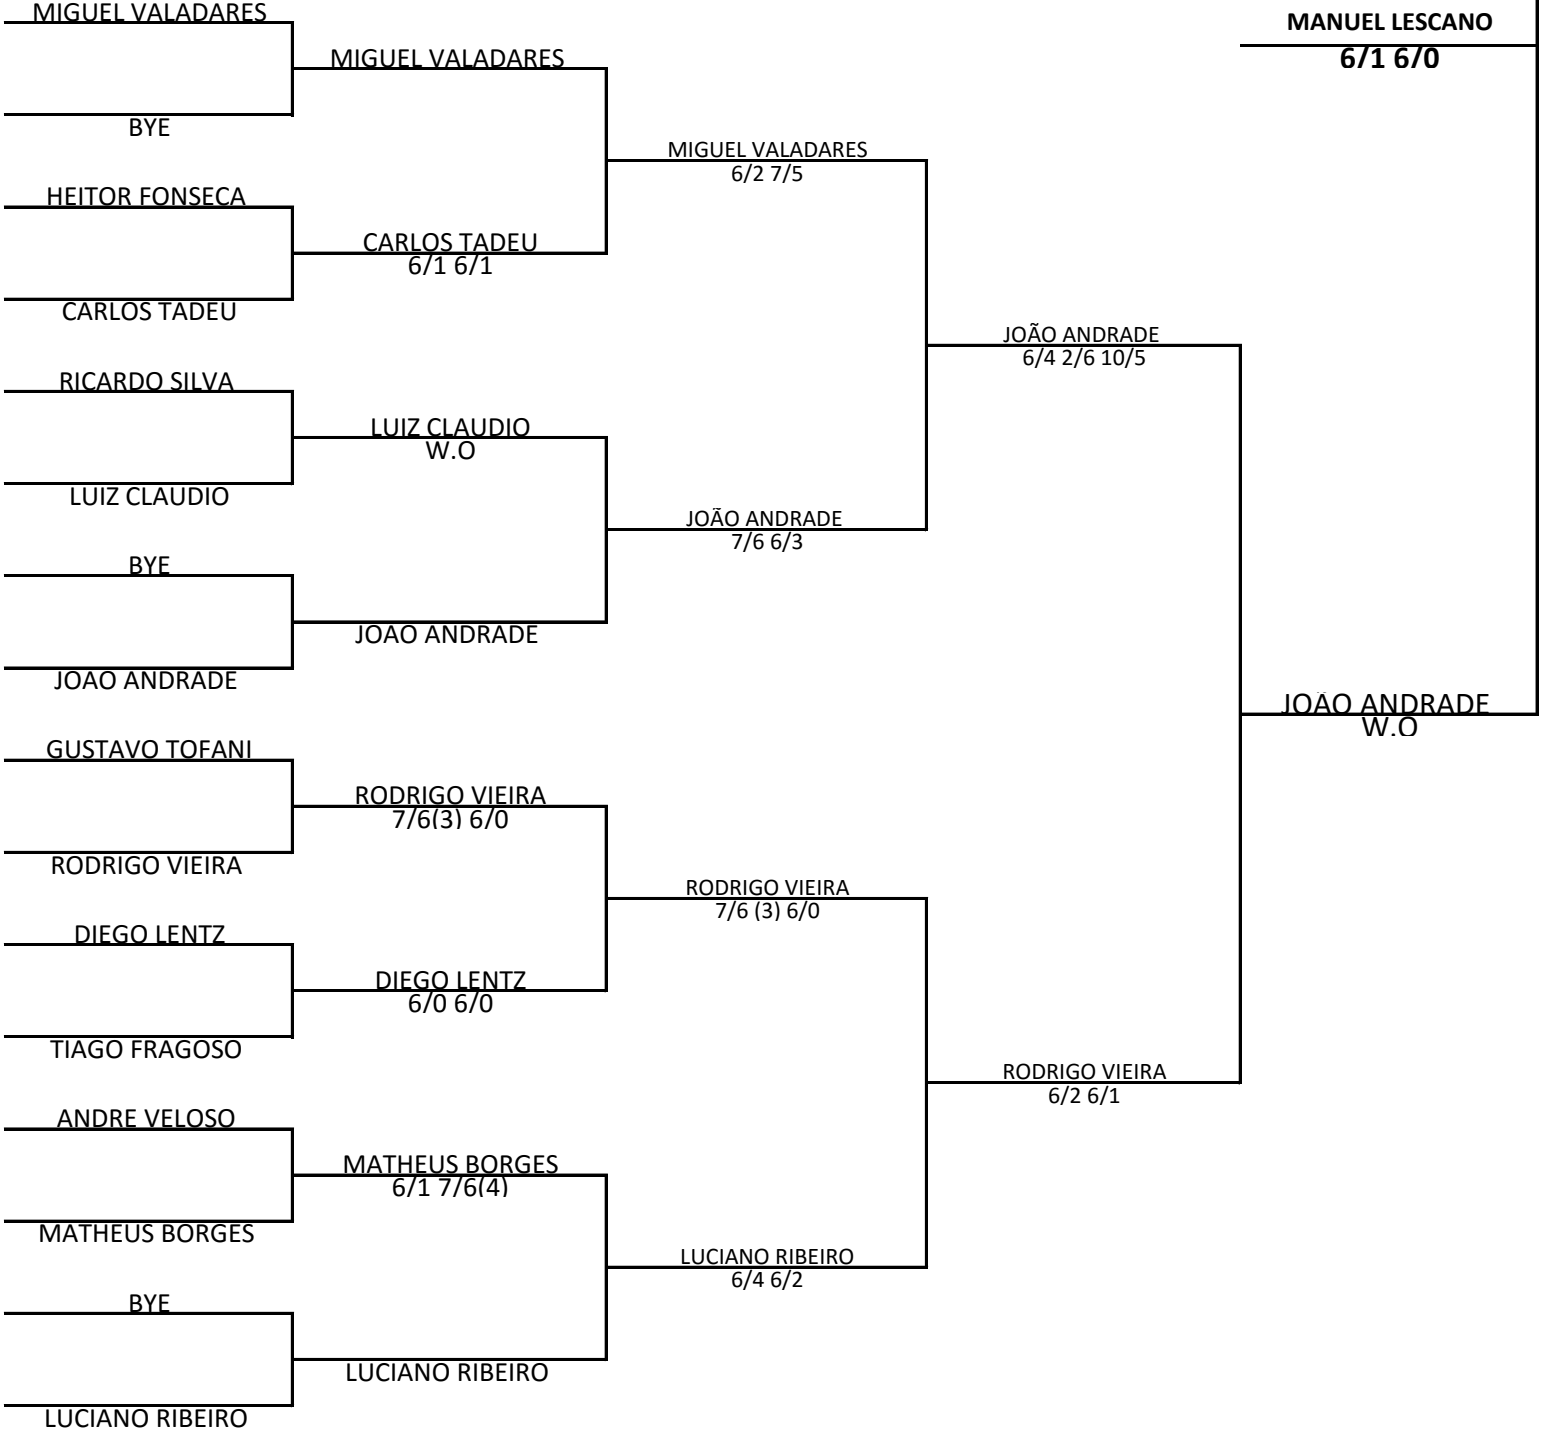 MIGUEL VALADARES
MANUEL LESCANO
6/1 6/0
MIGUEL VALADARES
BYE
MIGUEL VALADARES
6/2 7/5
HEITOR FONSECA
CARLOS TADEU
6/1 6/1
CARLOS TADEU
JOÃO ANDRADE
6/4 2/6 10/5
RICARDO SILVA
LUIZ CLAUDIO
W.O
LUIZ CLAUDIO
JOÃO ANDRADE
7/6 6/3
BYE
JOAO ANDRADE
JOAO ANDRADE
JOÃO ANDRADE
W.O
GUSTAVO TOFANI
RODRIGO VIEIRA
7/6(3) 6/0
RODRIGO VIEIRA
RODRIGO VIEIRA
7/6 (3) 6/0
DIEGO LENTZ
DIEGO LENTZ
6/0 6/0
TIAGO FRAGOSO
RODRIGO VIEIRA
6/2 6/1
ANDRE VELOSO
MATHEUS BORGES
6/1 7/6(4)
MATHEUS BORGES
LUCIANO RIBEIRO
6/4 6/2
BYE
LUCIANO RIBEIRO
LUCIANO RIBEIRO